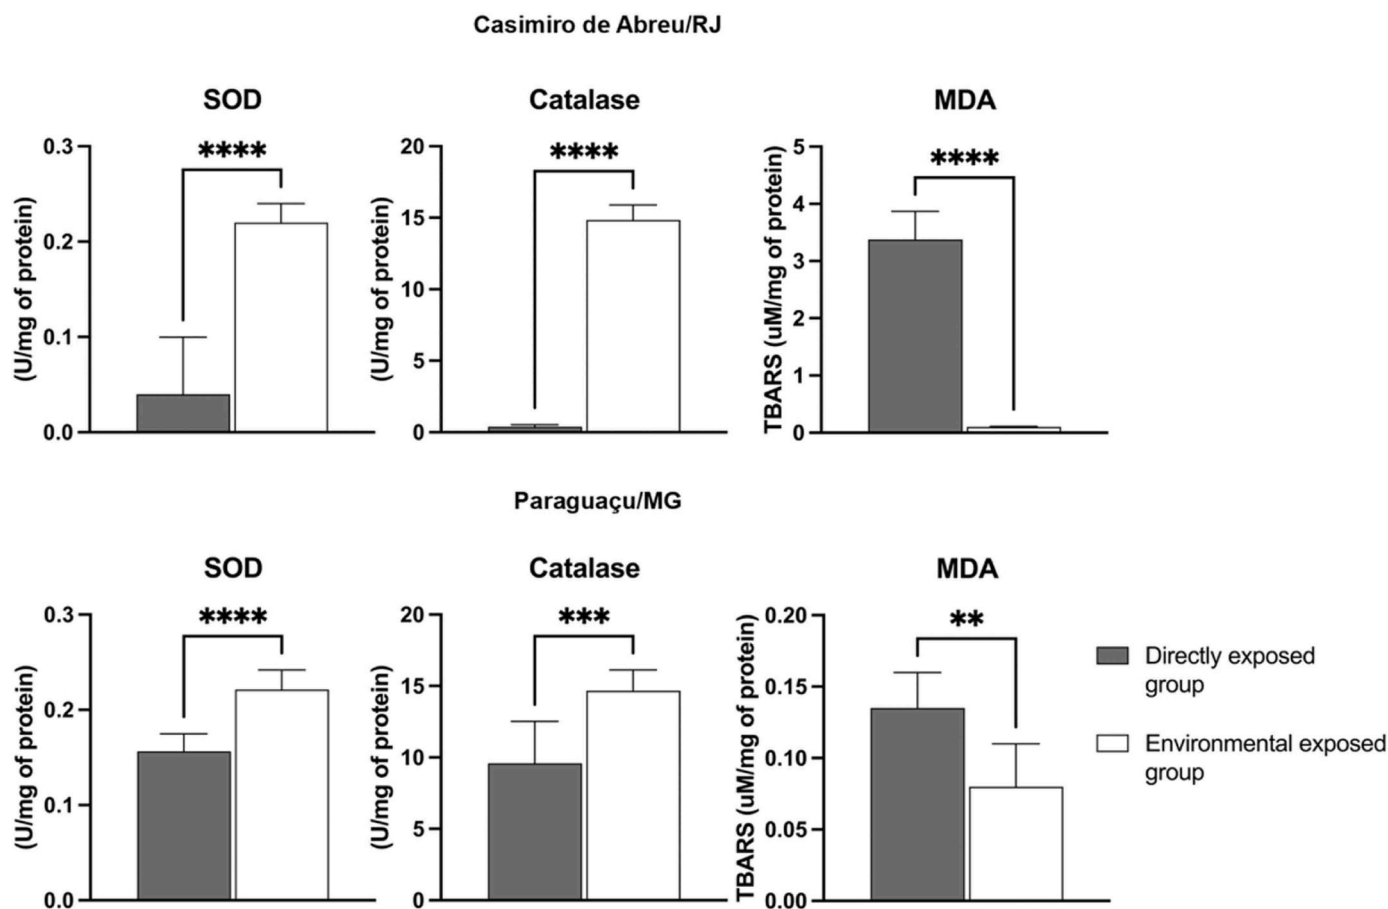 Casimiro de Abreu/RJ
SOD
Catalase
MDA
****
****
****
(U/mg of protein)
0.3
0.2
0.1
0.0
(U/mg of protein)
20
15
10
5
0
TBARS (uM/mg of protein)
5
4
3
2
1
0
Paraguaçu/MG
SOD
Catalase
MDA
****
***
**
(U/mg of protein)
0.3
0.2
0.1
0.0
(U/mg of protein)
20
15
10
5
0
TBARS (uM/mg of protein)
0.20
0.15
0.10
0.05
0.00
Directly exposed
group
Environmental exposed
group